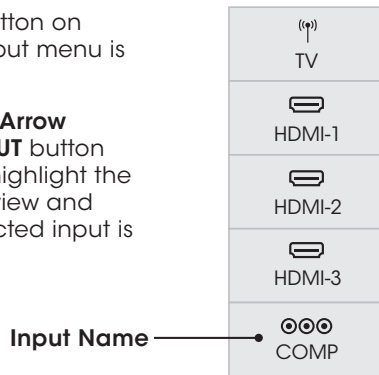 tton on
out menu is
Arrow
UT button
highlight the
view and
cted input is
Input Name
TV
HDMI-1
HDMI-2
HDMI-3
COMP